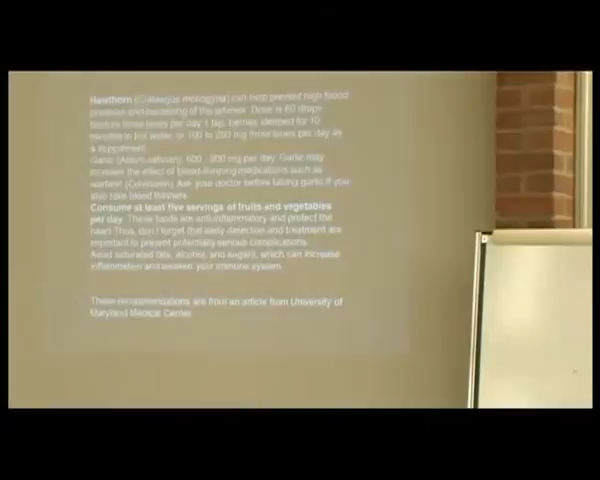 Hawthorn (Crataegus monogyna) can help prevent high blood
pressure and hardening of the arteries. Dose is 60 drops
tincture three times per day 1 tsp. berries steeped for 10
minutes in hot water or 100 to 250 mg three times per day as
a supplement.
Garlic (Allium sativum): 600 - 900 mg per day. Garlic may
increase the effect of blood-thinning medications such as
warfarin (Coumadin). Ask your doctor before taking garlic if you
also take blood thinners.
Consume at least five servings of fruits and vegetables
per day. These foods are anti-inflammatory and protect the
heart. Thus, don't forget that early detection and treatment are
important to prevent potentially serious complications.
Avoid saturated fats, alcohol, and sugars, which can increase
inflammation and weaken your immune system.
These recommendations are from an article from University of
Maryland Medical Center.